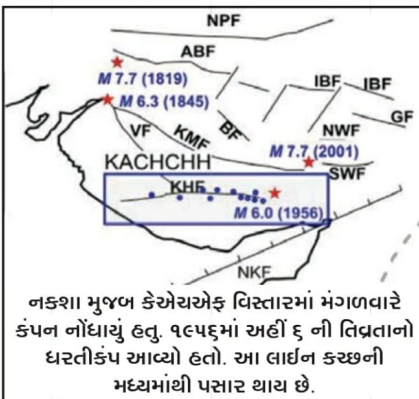 NPF
ABF
M 7.7 (1819)
IBF
IBF
M 6.3 (1845)
GF
VF
KMF
BF
NWF
M 7.7 (2001)
KACHCHH
SWF
KHF
M 6.0 (1956)
NKF
નકશા મુજબ કેએચએફ વિસ્તારમાં મંગળવારે
કંપન નોંધાયું હતુ. ૧૯૫૬માં અહીં ૬ ની તિવ્રતાનો
ધરતીકંપ આવ્યો હતો. આ લાઈન કચ્છની
મધ્યમાંથી પસાર થાય છે.